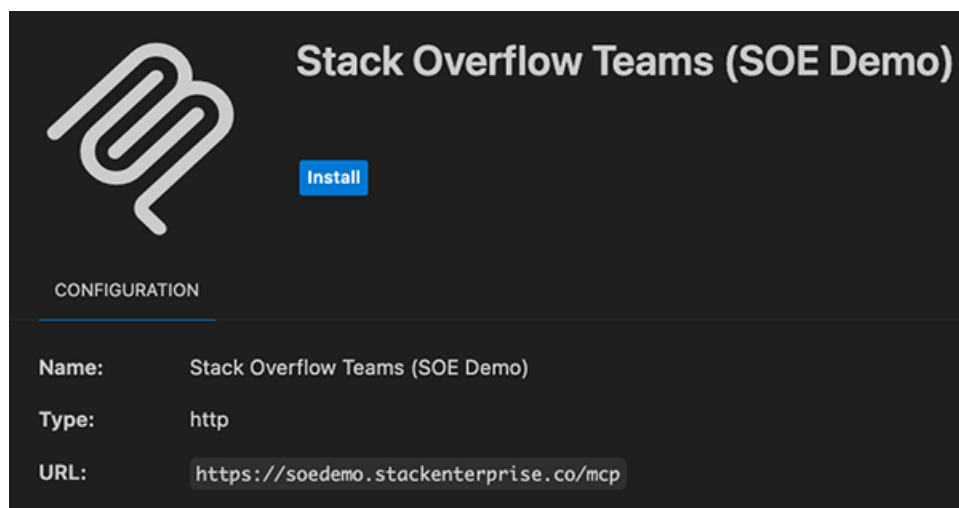 Stack Overflow Teams (SOE Demo)
Install
CONFIGURATION
Name: Stack Overflow Teams (SOE Demo)
Type: http
URL: https://soedemo.stackenterprise.co/mcp